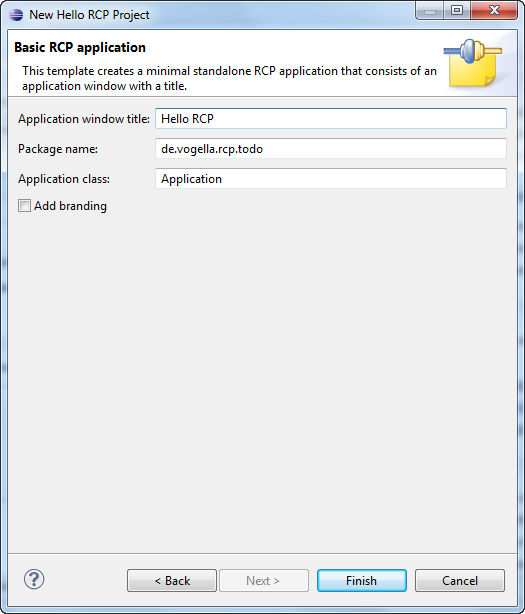 New Hello RCP Project
Basic RCP application
This template creates a minimal standalone RCP application that consists of an
application window with a title.
Application window title: Hello RCP
Package name: de.vogella.rcp.todo
Application class: Application
Add branding
? < Back Next > Finish Cancel